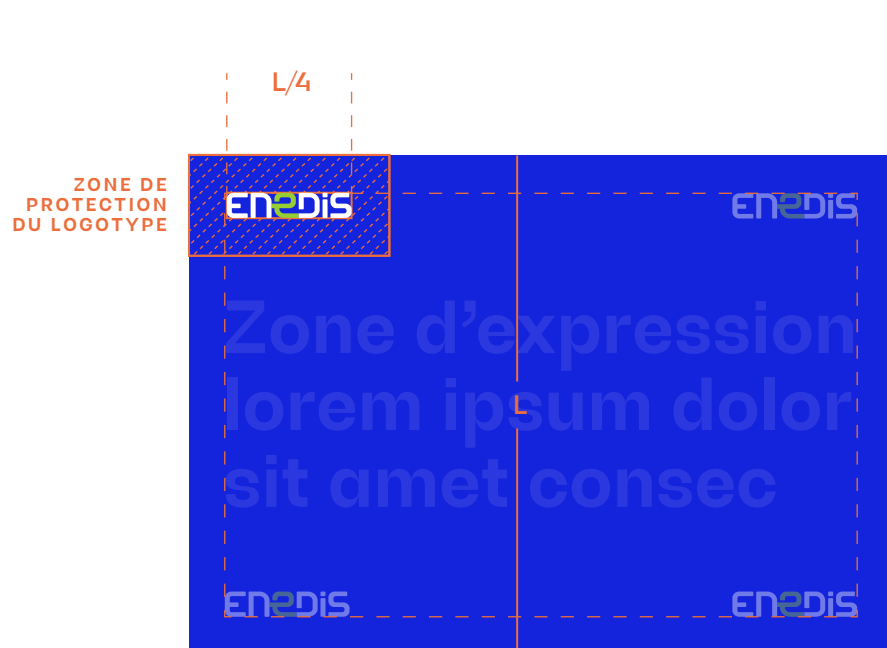 L/4
ZONE DE
PROTECTION
DU LOGOTYPE
ENEDIS
ENEDIS
Zone d’expression
lorem ipsum dolor
L
sit amet consec
ENEDIS
ENEDIS